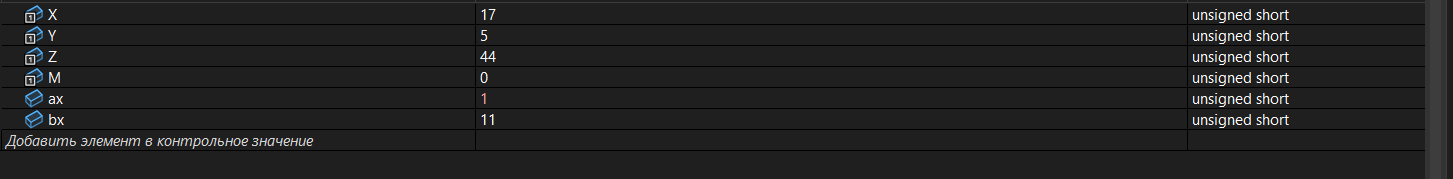 X 17 unsigned short
Y 5 unsigned short
Z 44 unsigned short
M 0 unsigned short
ax 1 unsigned short
bx 11 unsigned short
Добавить элемент в контрольное значение